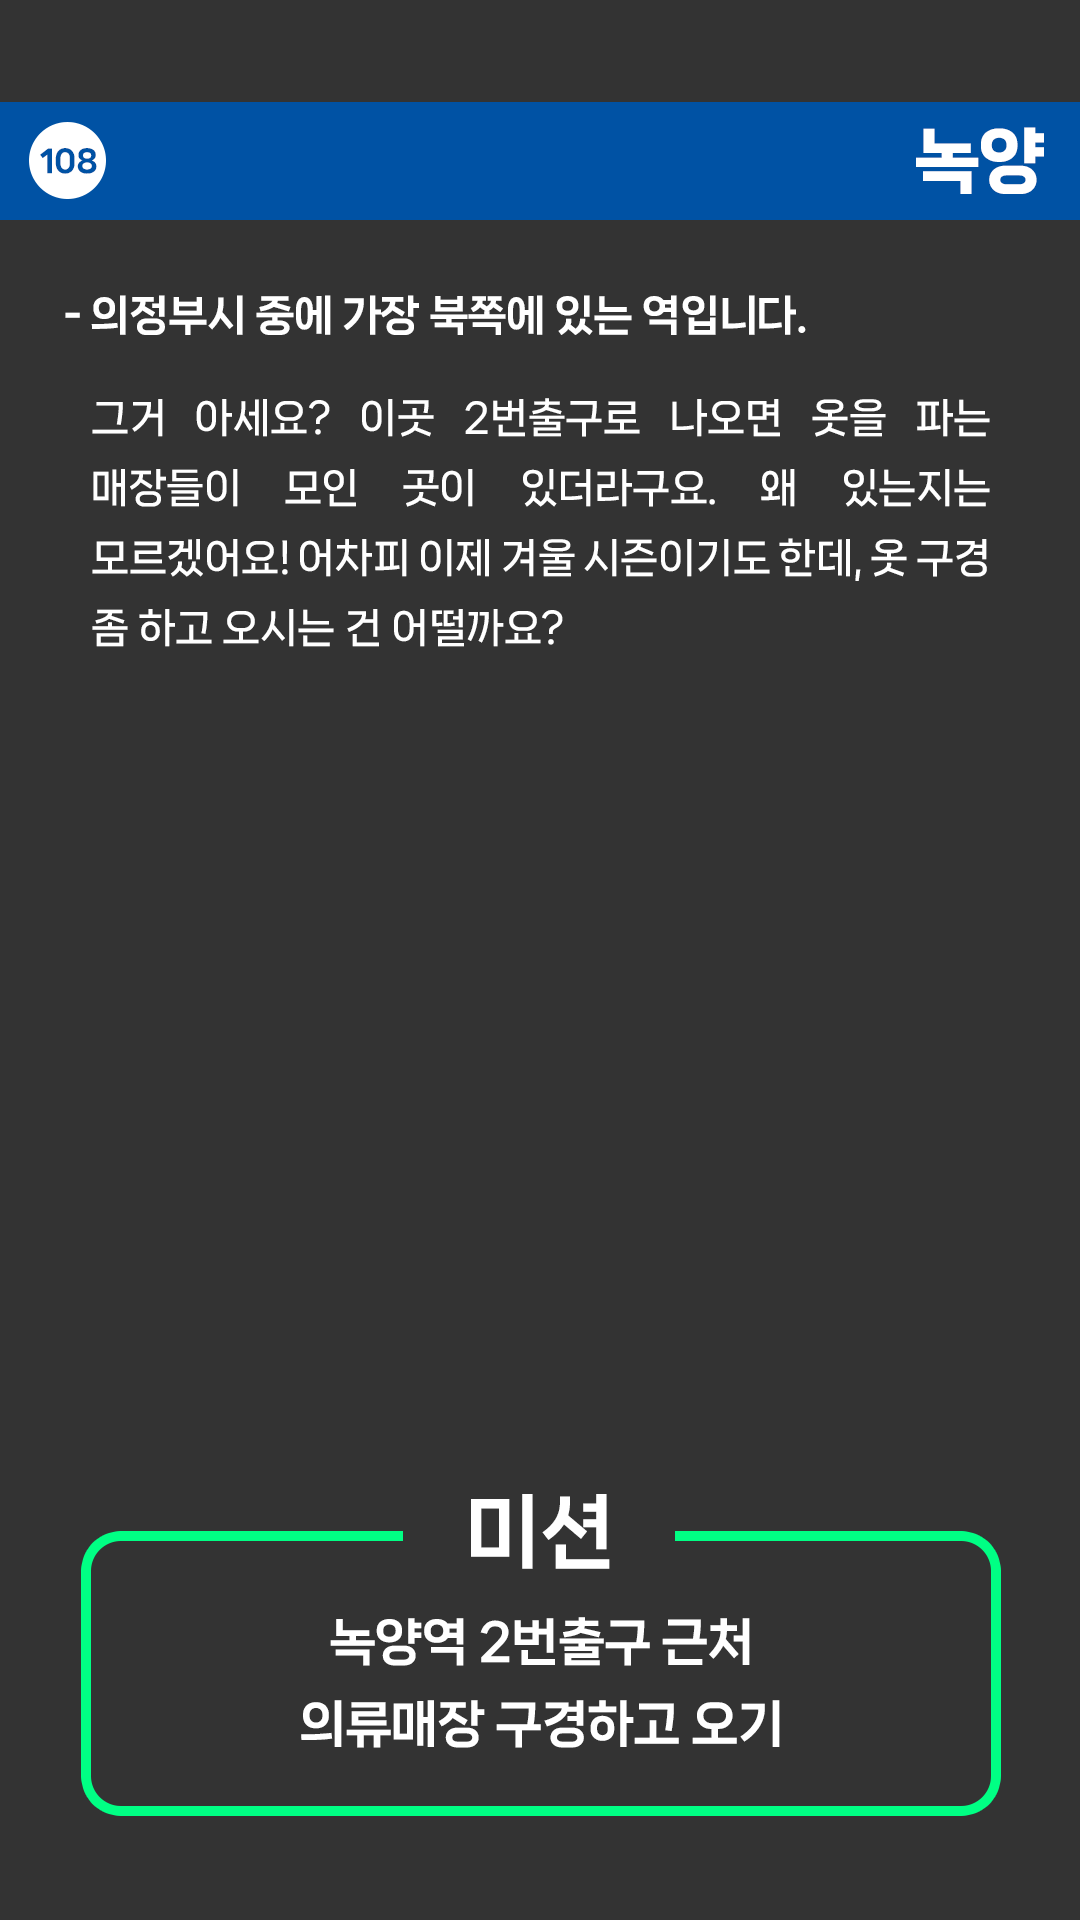 108
녹양
- 의정부시 중에 가장 북쪽에 있는 역입니다.
그거 아세요? 이곳 2번출구로 나오면 옷을 파는
매장들이 모인 곳이 있더라구요. 왜 있는지는
모르겠어요! 어차피 이제 겨울 시즌이기도 한데, 옷 구경
좀 하고 오시는 건 어떨까요?
미션
녹양역 2번출구 근처
의류매장 구경하고 오기